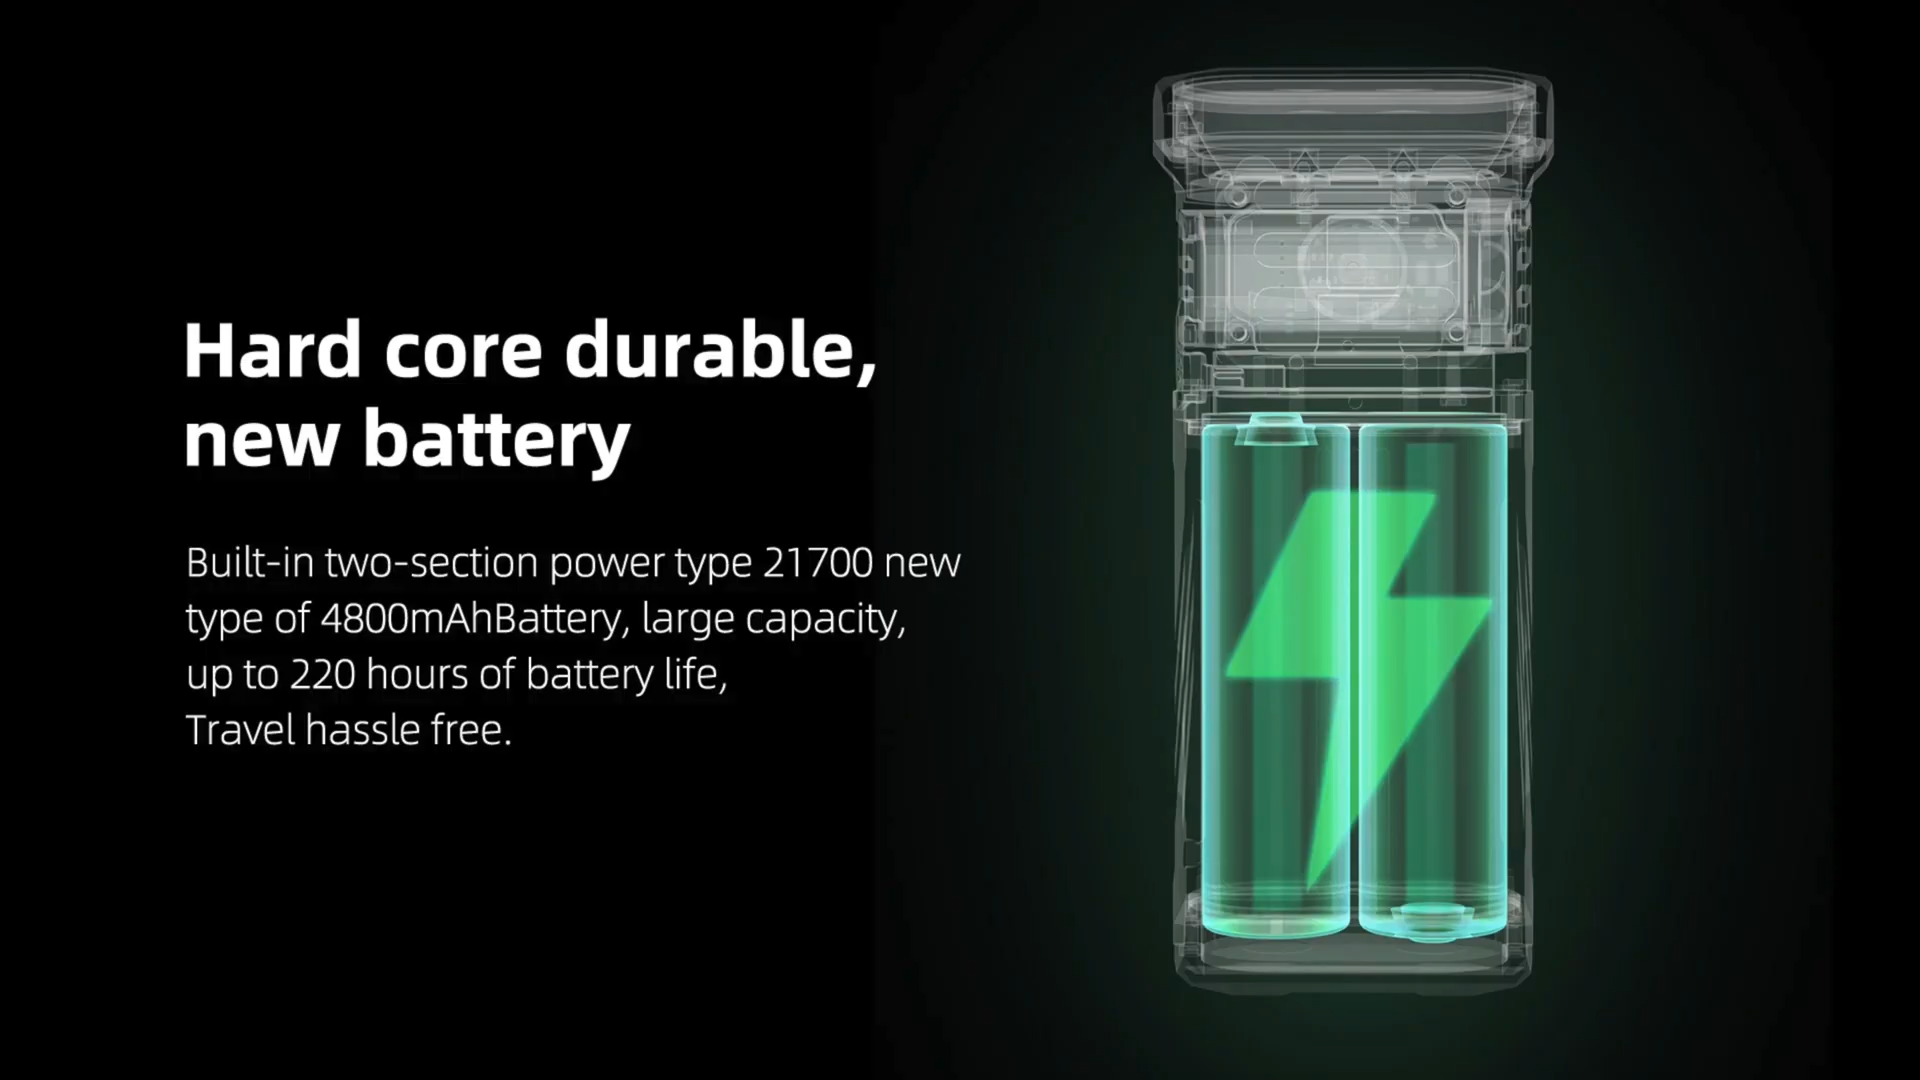 Hard core durable,
new battery
Built-in two-section power type 21700 new
type of 4800mAhBattery, large capacity,
up to 220 hours of battery life,
Travel hassle free.